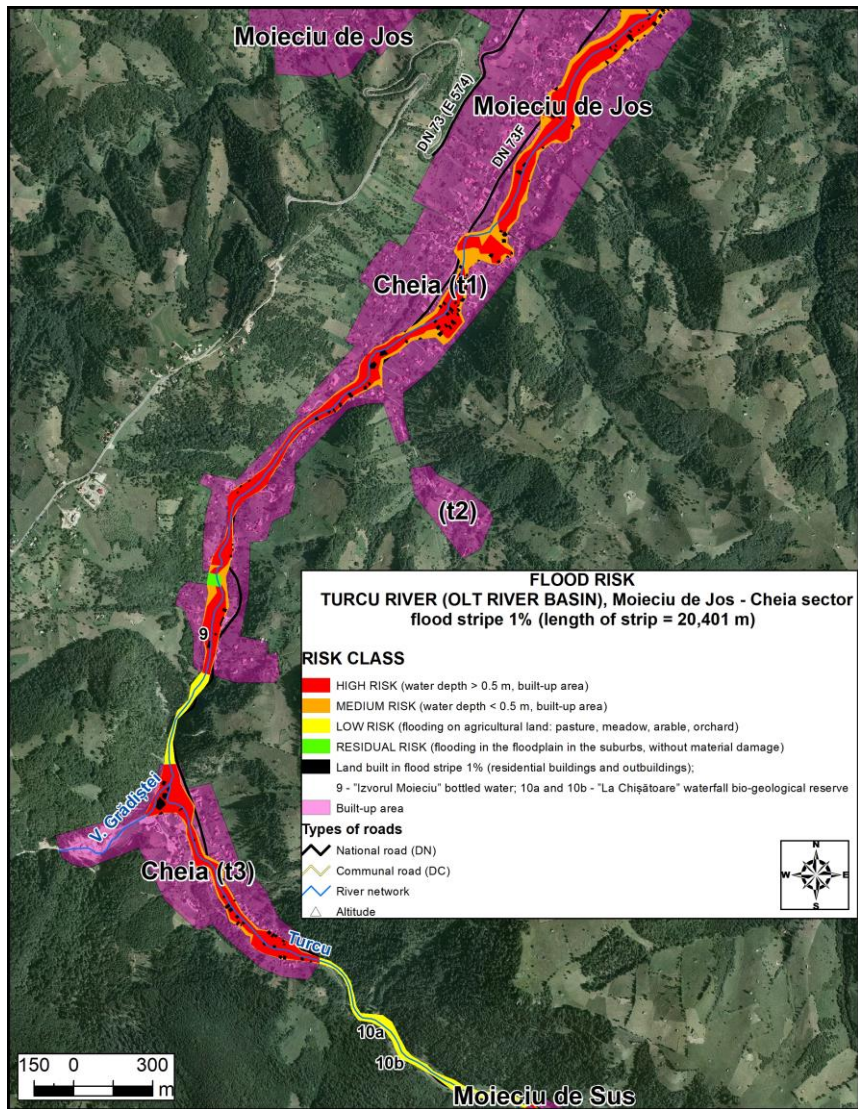 Moieciu de Jos
DN 73 (E 574)
Moieciu de Jos
DN 73F
Cheia (t1)
(t2)
9
FLOOD RISK
TURCU RIVER (OLT RIVER BASIN), Moieciu de Jos - Cheia sector
flood stripe 1% (length of strip = 20,401 m)
RISK CLASS
HIGH RISK (water depth > 0.5 m, built-up area)
MEDIUM RISK (water depth < 0.5 m, built-up area)
LOW RISK (flooding on agricultural land: pasture, meadow, arable, orchard)
RESIDUAL RISK (flooding in the floodplain in the suburbs, without material damage)
Land built in flood stripe 1% (residential buildings and outbuildings);
9 - "Izvorul Moieciu" bottled water; 10a and 10b - "La Chișătoare" waterfall bio-geological reserve
Built-up area
Types of roads
National road (DN)
Communal road (DC)
River network
Altitude
N
W E
S
V. Grădiștei
Cheia (t3)
Turcu
10a
10b
Moieciu de Sus
150 0 300
m